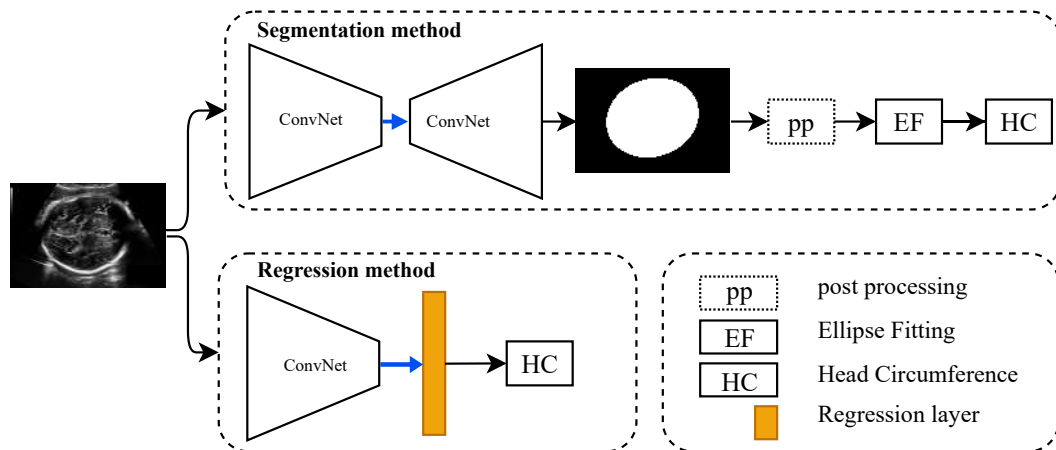 Segmentation method
ConvNet
ConvNet
pp
EF
HC
Regression method
ConvNet
HC
pp
post processing
EF
Ellipse Fitting
HC
Head Circumference
Regression layer